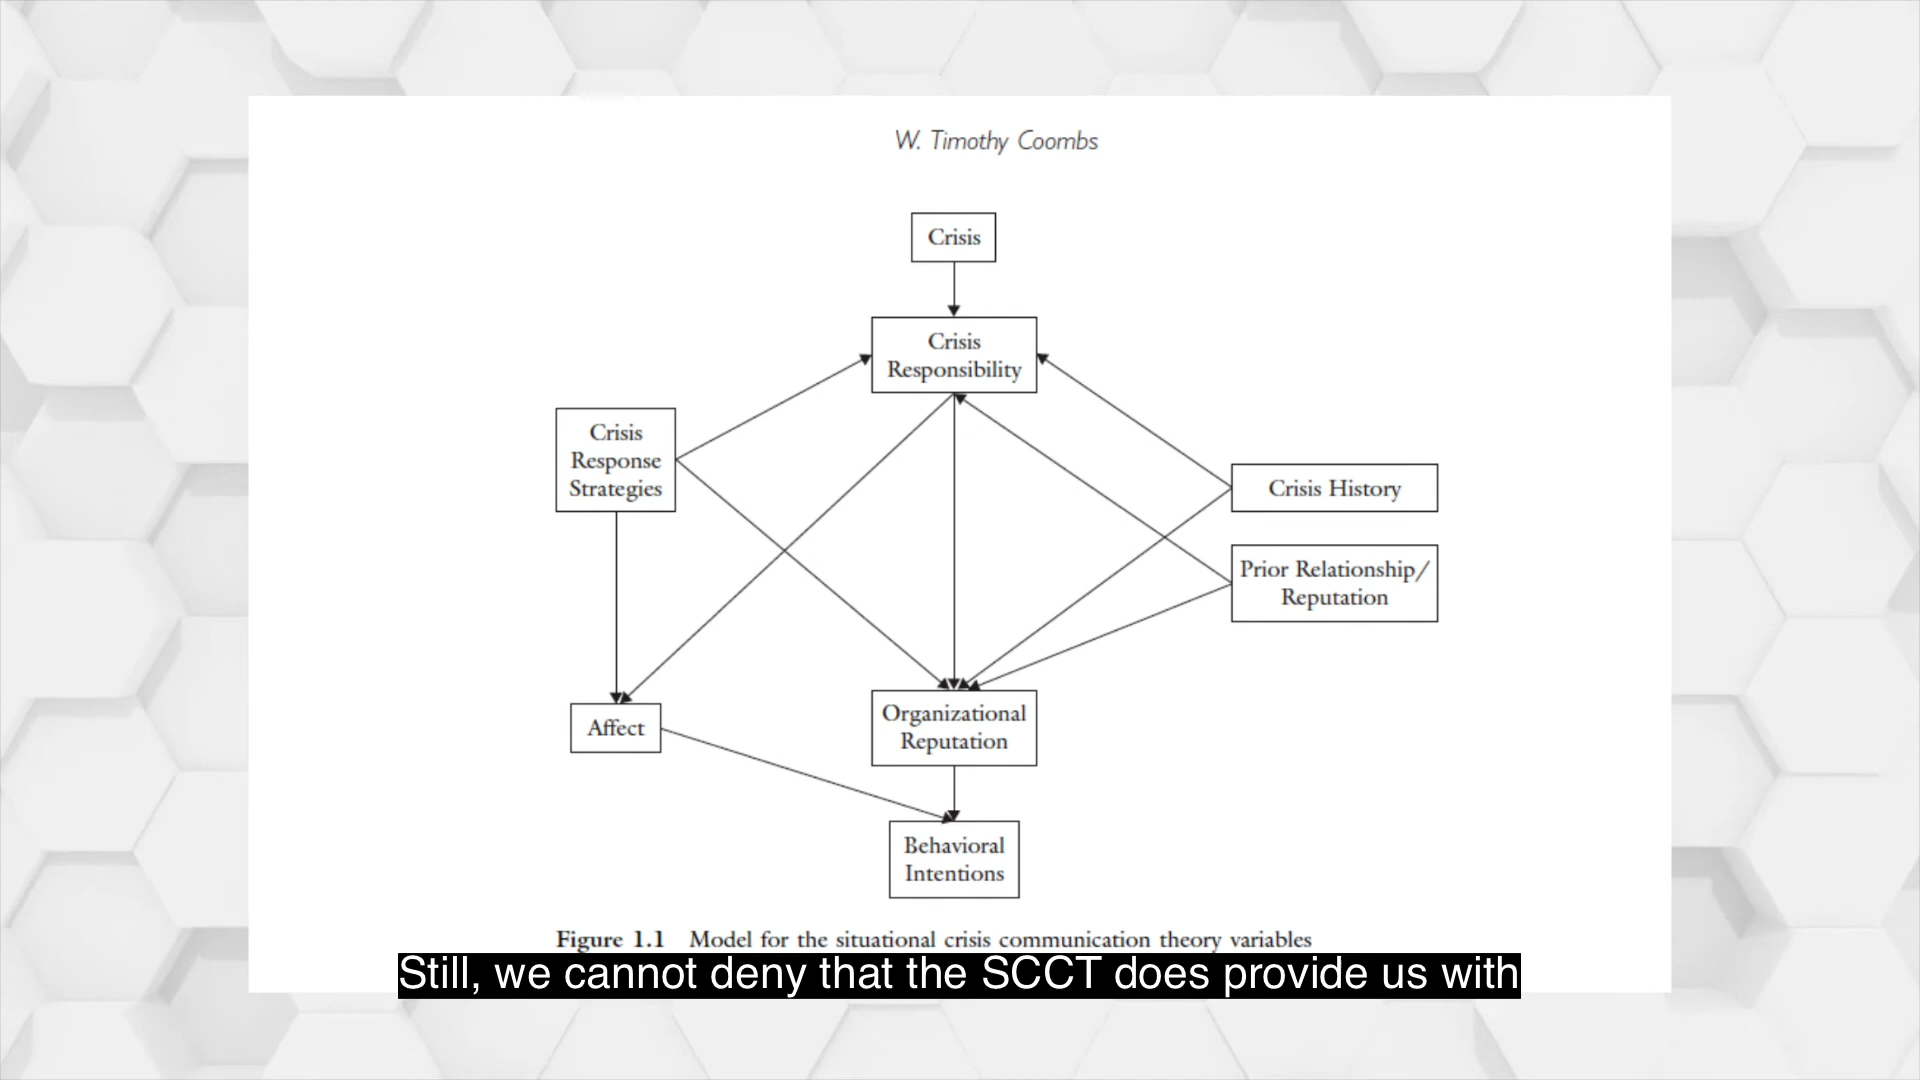 W. Timothy Coombs
Crisis
Crisis
Responsibility
Crisis
Response
Strategies
Crisis History
Prior Relationship/
Reputation
Affect
Organizational
Reputation
Behavioral
Intentions
Figure 1.1 Model for the situational crisis communication theory variables
Still, we cannot deny that the SCCT does provide us with